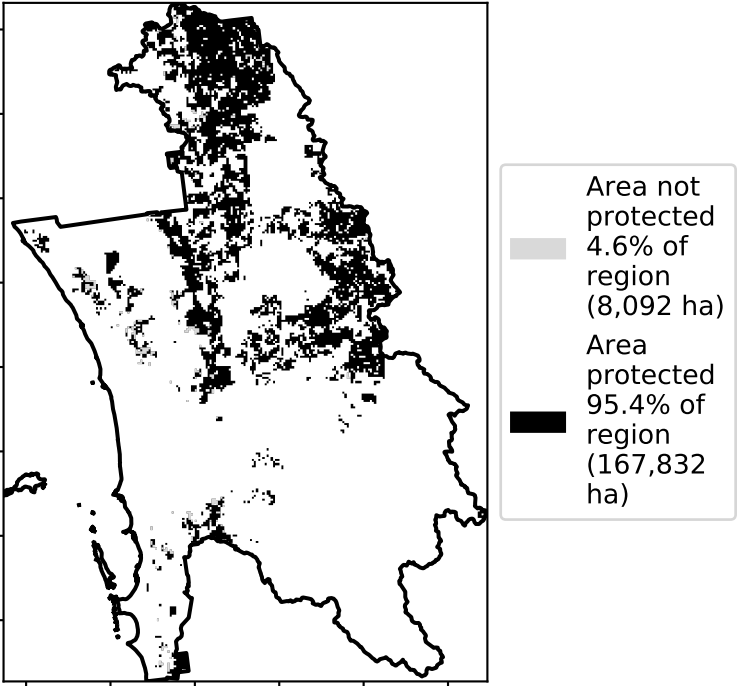 Area not
protected
4.6% of
region
(8,092 ha)
Area
protected
95.4% of
region
(167,832
ha)